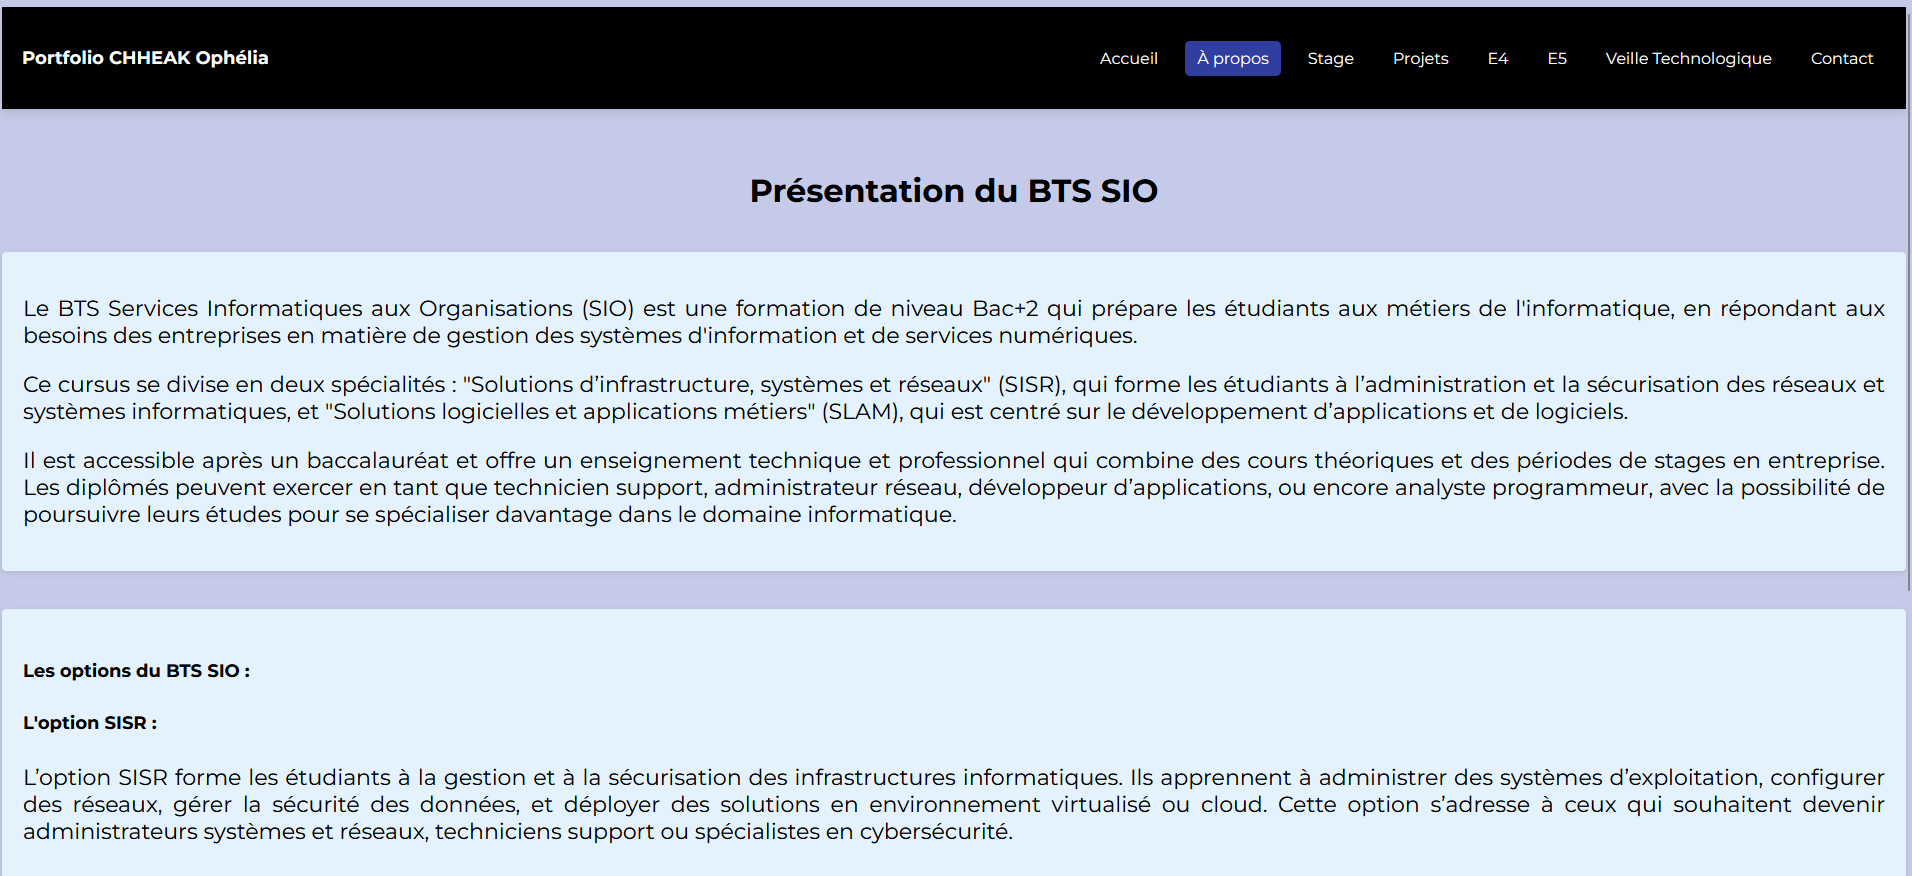 Portfolio CHHEAK Ophélia
Accueil
À propos
Stage
Projets
E4
E5
Veille Technologique
Contact
Présentation du BTS SIO
Le BTS Services Informatiques aux Organisations (SIO) est une formation de niveau Bac+2 qui prépare les étudiants aux métiers de l'informatique, en répondant aux
besoins des entreprises en matière de gestion des systèmes d'information et de services numériques.
Ce cursus se divise en deux spécialités : "Solutions d’infrastructure, systèmes et réseaux" (SISR), qui forme les étudiants à l’administration et la sécurisation des réseaux et
systèmes informatiques, et "Solutions logicielles et applications métiers" (SLAM), qui est centré sur le développement d’applications et de logiciels.
Il est accessible après un baccalauréat et offre un enseignement technique et professionnel qui combine des cours théoriques et des périodes de stages en entreprise.
Les diplômés peuvent exercer en tant que technicien support, administrateur réseau, développeur d’applications, ou encore analyste programmeur, avec la possibilité de
poursuivre leurs études pour se spécialiser davantage dans le domaine informatique.
Les options du BTS SIO :
L'option SISR :
L’option SISR forme les étudiants à la gestion et à la sécurisation des infrastructures informatiques. Ils apprennent à administrer des systèmes d’exploitation, configurer
des réseaux, gérer la sécurité des données, et déployer des solutions en environnement virtualisé ou cloud. Cette option s’adresse à ceux qui souhaitent devenir
administrateurs systèmes et réseaux, techniciens support ou spécialistes en cybersécurité.